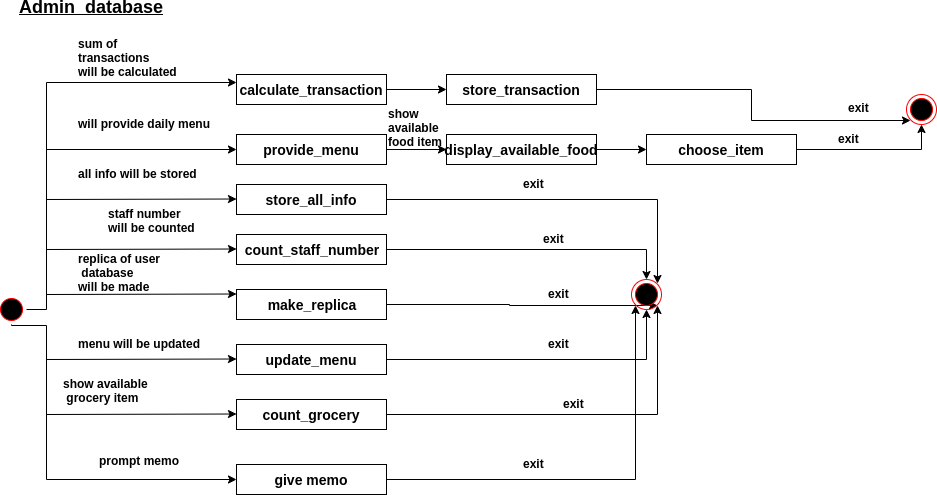 Admin_database
sum of
transactions
will be calculated
calculate_transaction
store_transaction
exit
will provide daily menu
show
available
food item
provide_menu
display_available_food
choose_item
exit
all info will be stored
store_all_info
exit
staff number
will be counted
count_staff_number
exit
replica of user
database
will be made
make_replica
exit
menu will be updated
update_menu
exit
show available
grocery item
count_grocery
exit
prompt memo
give memo
exit